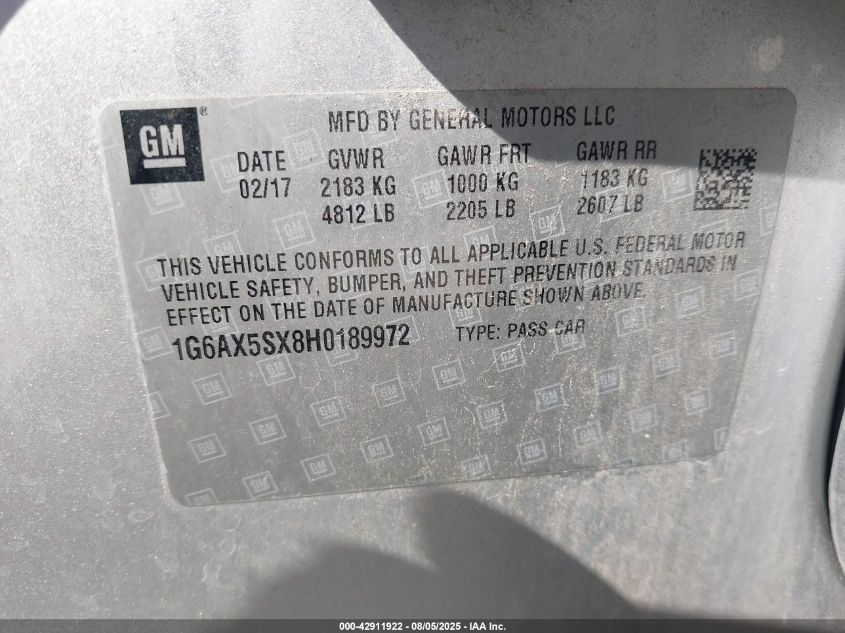 GM®
MFD BY GENERAL MOTORS LLC
DATE GVWR GAWR FRT GAWR RR
02/17 2183 KG 1000 KG 1183 KG
4812 LB 2205 LB 2607 LB
THIS VEHICLE CONFORMS TO ALL APPLICABLE U.S. FEDERAL MOTOR
VEHICLE SAFETY, BUMPER, AND THEFT PREVENTION STANDARDS IN
EFFECT ON THE DATE OF MANUFACTURE SHOWN ABOVE.
1G6AX5SX8H0189972 TYPE: PASS CAR
000-42911922 - 08/05/2025 - IAA Inc.